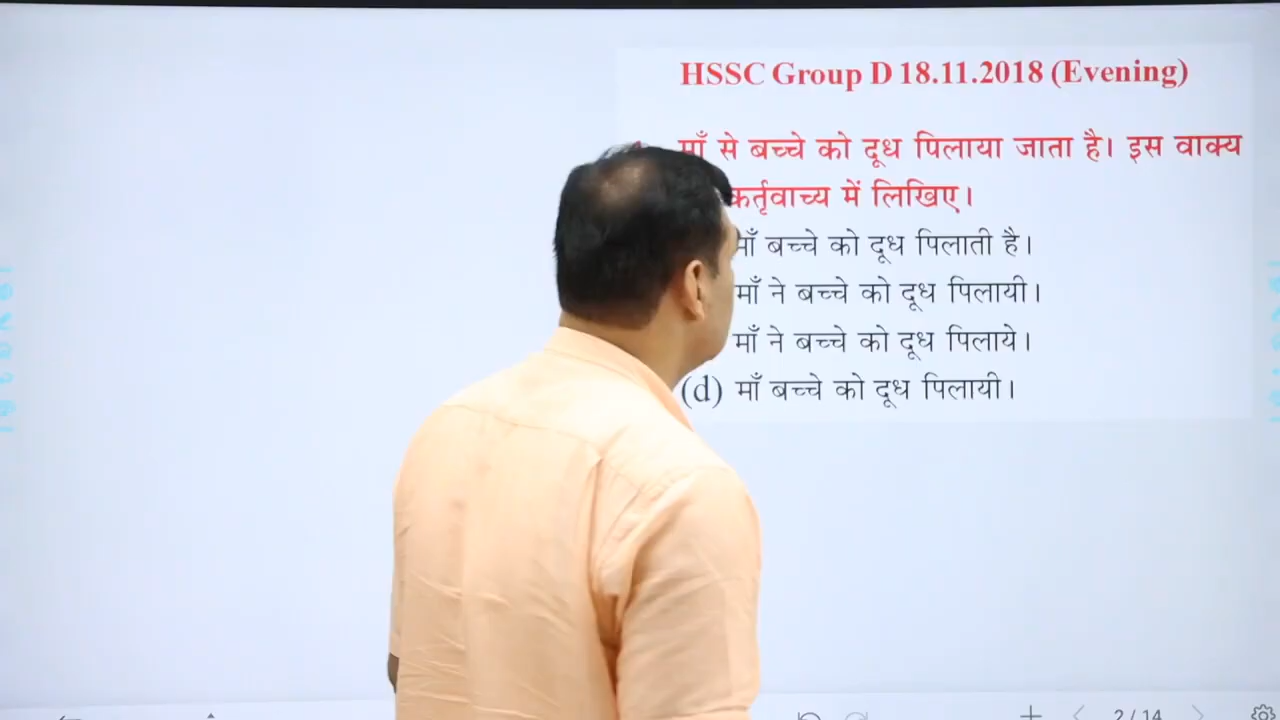 HSSC Group D 18.11.2018 (Evening)
माँ से बच्चे को दूध पिलाया जाता है। इस वाक्य
कर्तृवाच्य में लिखिए।
माँ बच्चे को दूध पिलाती है।
माँ ने बच्चे को दूध पिलायी।
माँ ने बच्चे को दूध पिलाये।
(d) माँ बच्चे को दूध पिलायी।
2 / 14